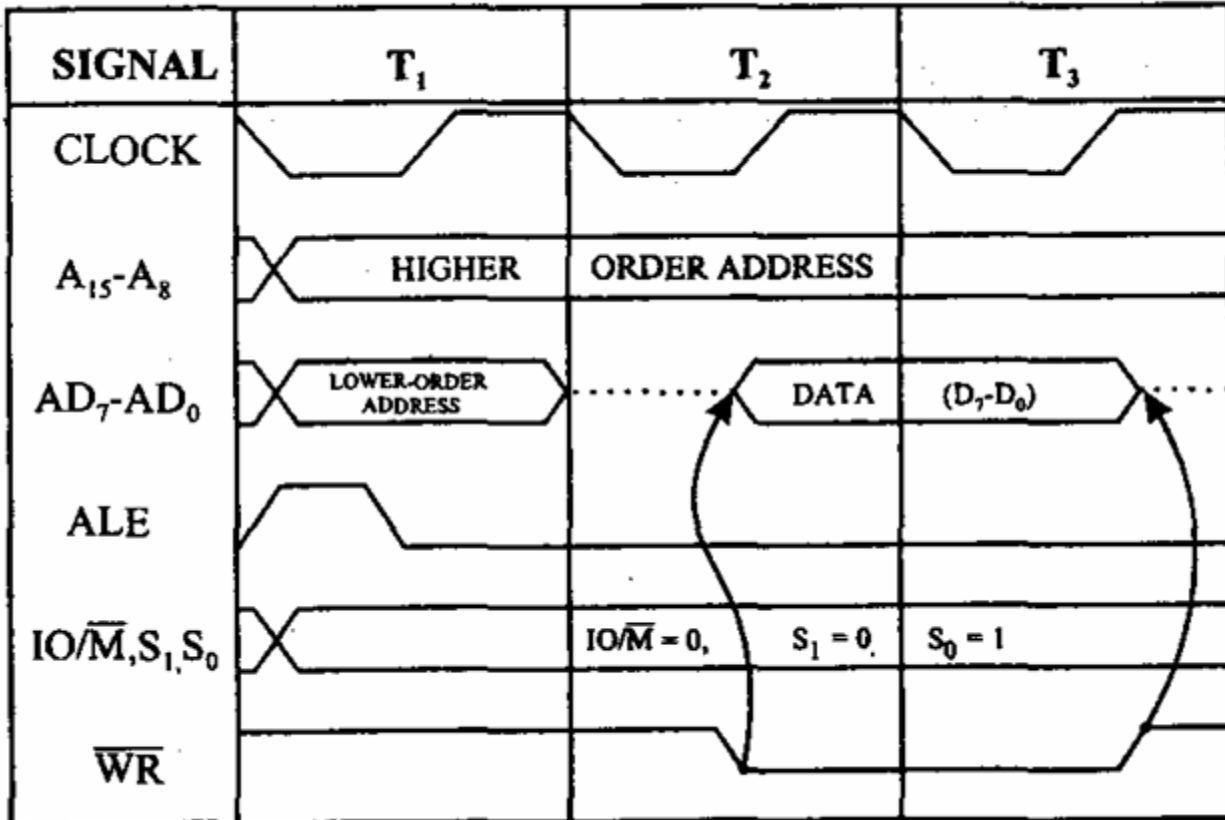 SIGNAL T₁ T₂ T₃
CLOCK
A₁₅-A₈ HIGHER ORDER ADDRESS
AD₇-AD₀ LOWER-ORDER ADDRESS DATA (D₇-D₀)
ALE
IO/M̅,S₁,S₀ IO/M̅ = 0, S₁ = 0, S₀ = 1
W̅R̅